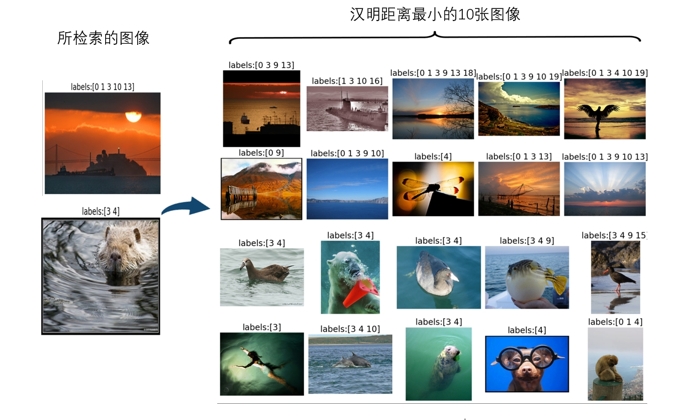 汉明距离最小的10张图像
所检索的图像
labels:[0 1 3 10 13]
labels:[3 4]
labels:[0 3 9 13]
labels:[1 3 10 16]
labels:[0 1 3 9 13 18]
labels:[0 1 3 9 10 19]
labels:[0 1 3 4 10 19]
labels:[0 9]
labels:[0 1 3 9 10]
labels:[4]
labels:[0 1 3 13]
labels:[0 1 3 9 10 13]
labels:[3 4]
labels:[3 4]
labels:[3 4]
labels:[3 4 9]
labels:[3 4 9 15
labels:[3]
labels:[3 4 10]
labels:[3 4]
labels:[4]
labels:[0 1 4]